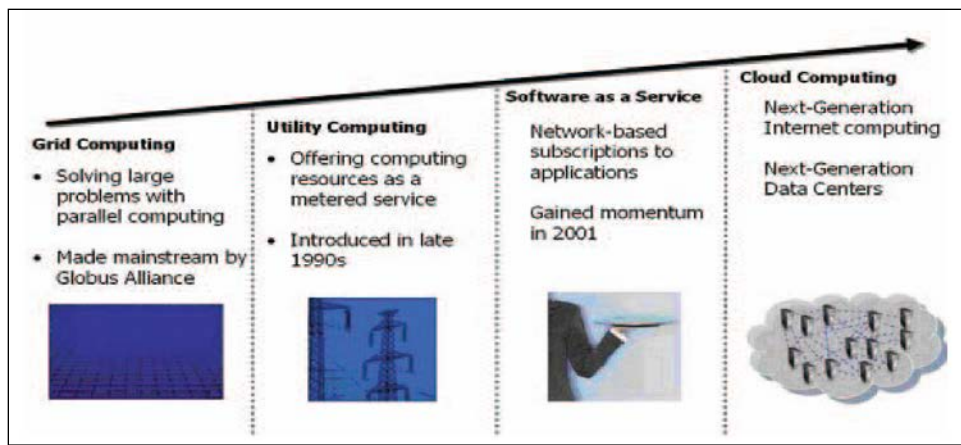 Grid Computing
• Solving large
problems with
parallel computing
• Made mainstream by
Globus Alliance
Utility Computing
• Offering computing
resources as a
metered service
• Introduced in late
1990s
Software as a Service
Network-based
subscriptions to
applications
Gained momentum
in 2001
Cloud Computing
Next-Generation
Internet computing
Next-Generation
Data Centers